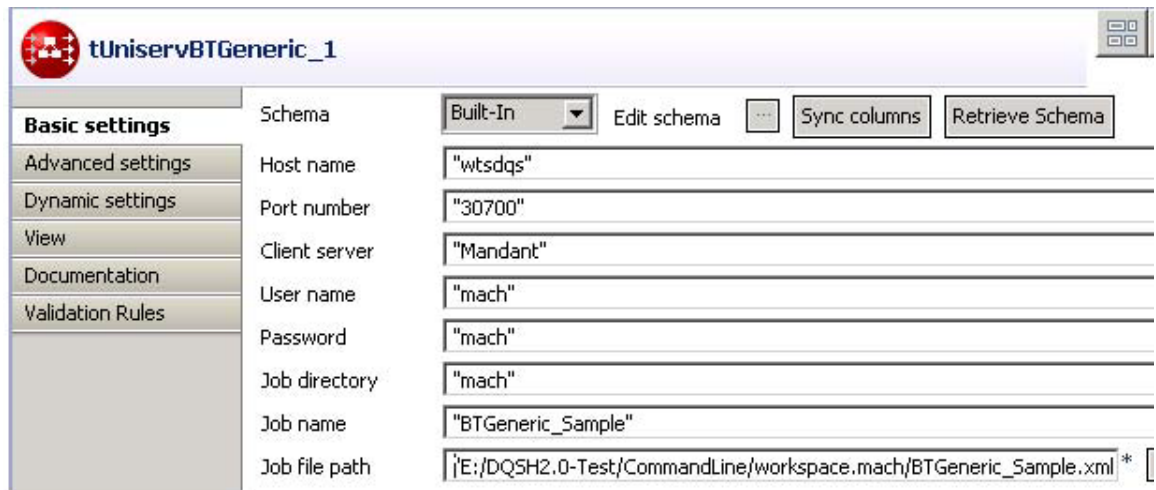 tUniservBTGeneric_1
Basic settings
Advanced settings
Dynamic settings
View
Documentation
Validation Rules
Schema Built-In Edit schema ... Sync columns Retrieve Schema
Host name "wtsdqs"
Port number "30700"
Client server "Mandant"
User name "mach"
Password "mach"
Job directory "mach"
Job name "BTGeneric_Sample"
Job file path "E:/DQSH2.0-Test/CommandLine/workspace.mach/BTGeneric_Sample.xml *